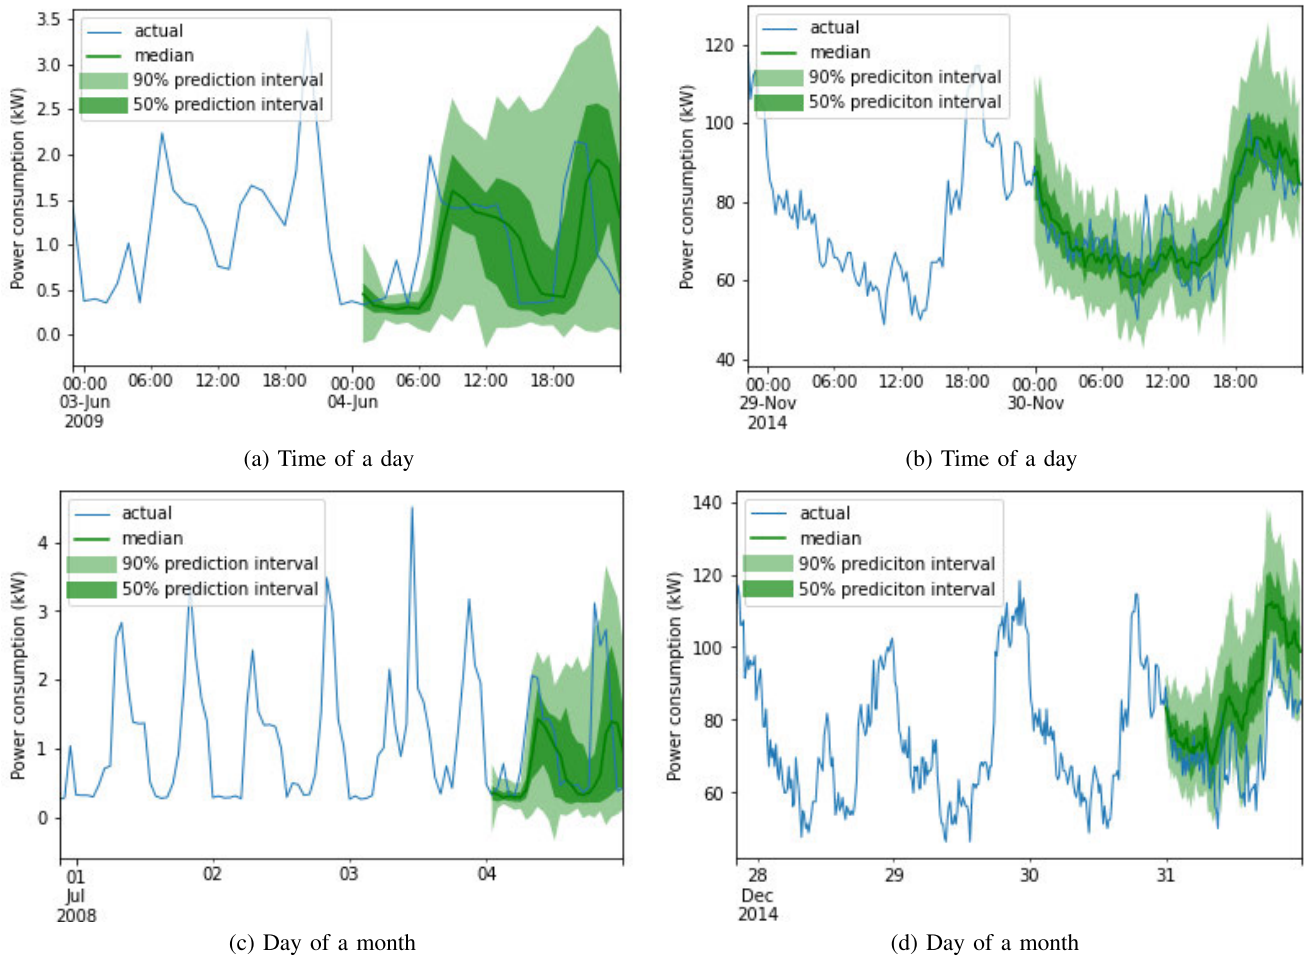 3.5
3.0
2.5
2.0
1.5
1.0
0.5
0.0
Power consumption (kW)
actual
median
90% prediction interval
50% prediction interval
00:00 06:00 12:00 18:00 00:00 06:00 12:00 18:00
03-Jun 04-Jun
2009
(a) Time of a day
120
100
80
60
40
Power consumption (kW)
actual
median
90% prediciton interval
50% prediciton interval
00:00 06:00 12:00 18:00 00:00 06:00 12:00 18:00
29-Nov 30-Nov
2014
(b) Time of a day
4
3
2
1
0
Power consumption (kW)
actual
median
90% prediction interval
50% prediction interval
01 02 03 04
Jul
2008
(c) Day of a month
140
120
100
80
60
Power consumption (kW)
actual
median
90% prediciton interval
50% prediciton interval
28 29 30 31
Dec
2014
(d) Day of a month